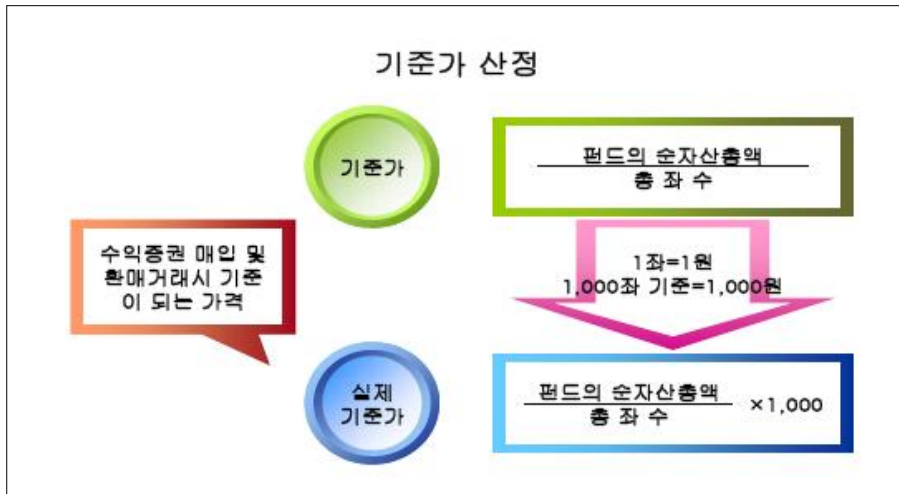 기준가 산정
기준가
펀드의 순자산총액
총 좌 수
수익증권 매입 및
환매거래시 기준
이 되는 가격
1좌=1원
1,000좌 기준=1,000원
실제
기준가
펀드의 순자산총액
총 좌 수
×1,000